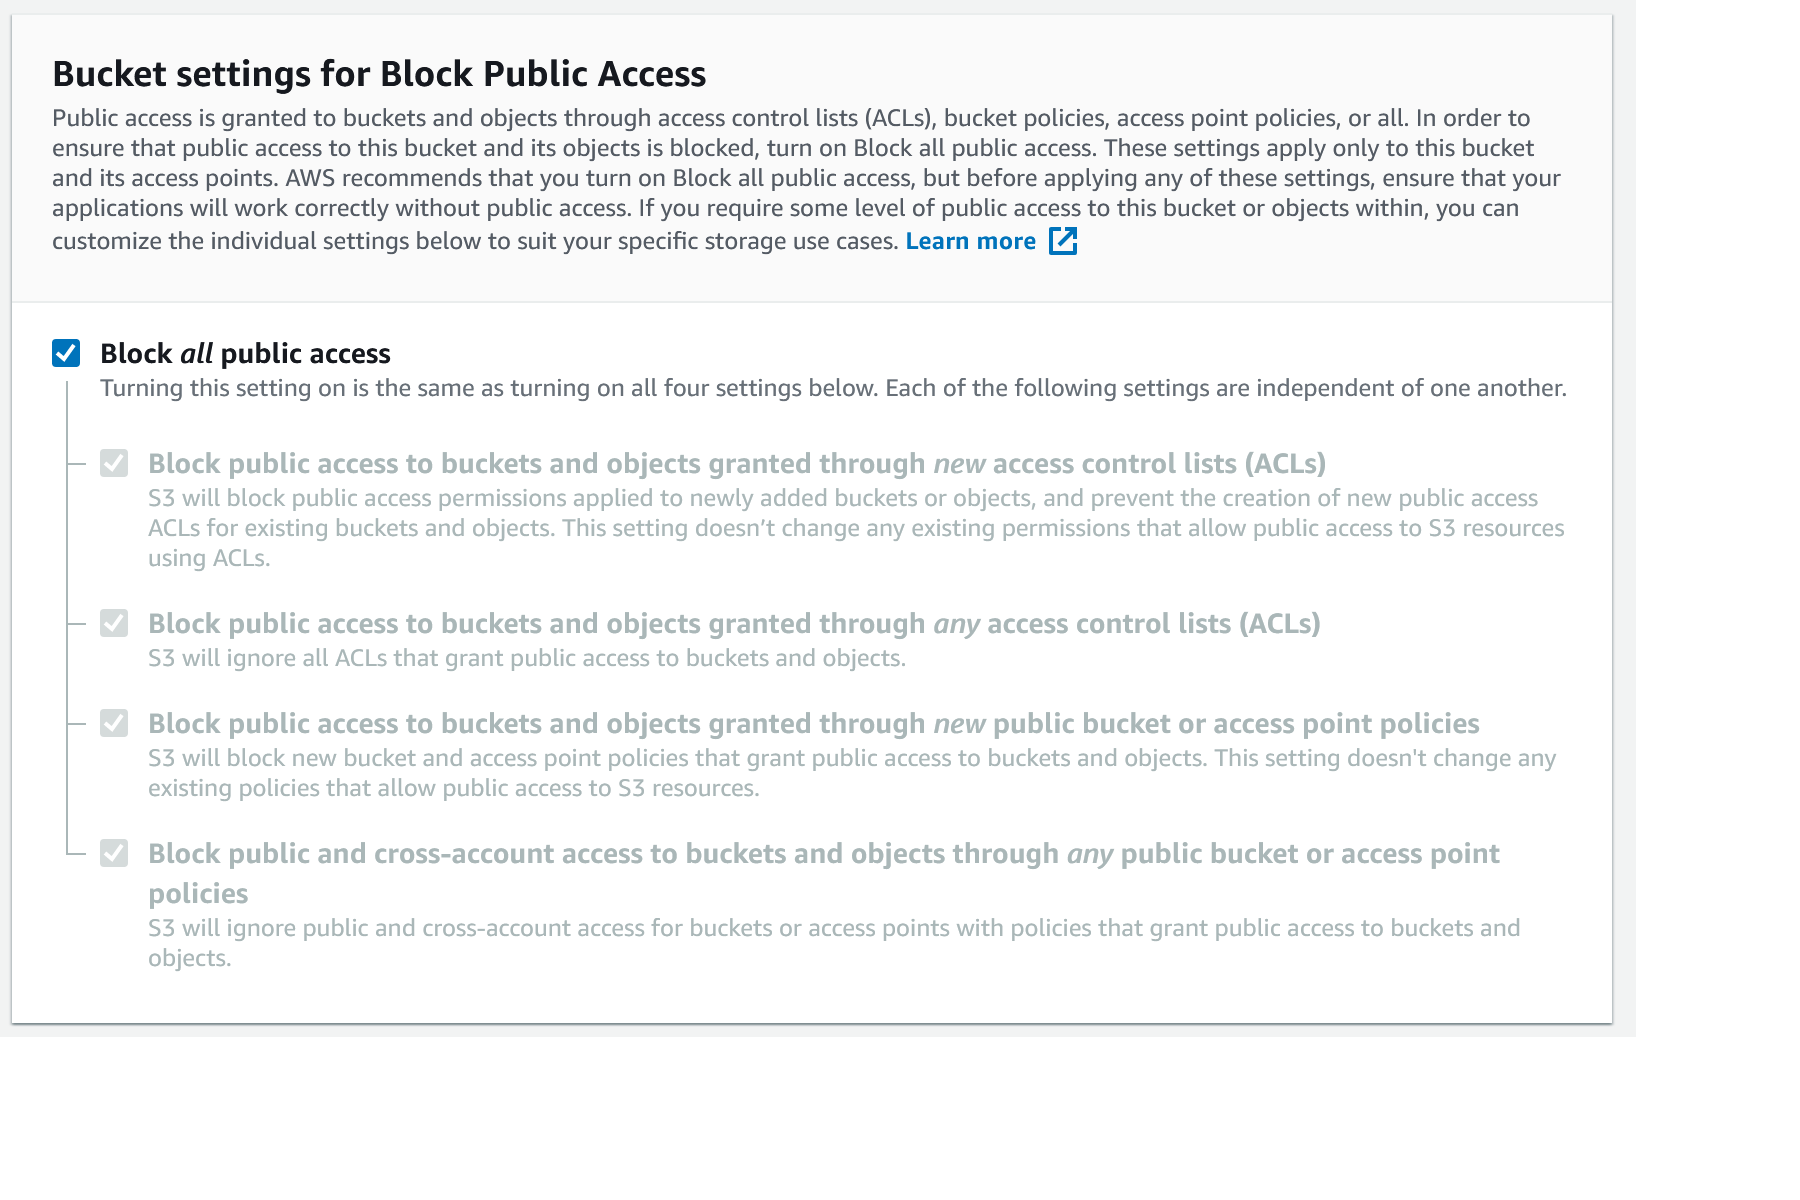 Bucket settings for Block Public Access
Public access is granted to buckets and objects through access control lists (ACLs), bucket policies, access point policies, or all. In order to
ensure that public access to this bucket and its objects is blocked, turn on Block all public access. These settings apply only to this bucket
and its access points. AWS recommends that you turn on Block all public access, but before applying any of these settings, ensure that your
applications will work correctly without public access. If you require some level of public access to this bucket or objects within, you can
customize the individual settings below to suit your specific storage use cases. Learn more
Block all public access
Turning this setting on is the same as turning on all four settings below. Each of the following settings are independent of one another.
Block public access to buckets and objects granted through new access control lists (ACLs)
S3 will block public access permissions applied to newly added buckets or objects, and prevent the creation of new public access
ACLs for existing buckets and objects. This setting doesn’t change any existing permissions that allow public access to S3 resources
using ACLs.
Block public access to buckets and objects granted through any access control lists (ACLs)
S3 will ignore all ACLs that grant public access to buckets and objects.
Block public access to buckets and objects granted through new public bucket or access point policies
S3 will block new bucket and access point policies that grant public access to buckets and objects. This setting doesn't change any
existing policies that allow public access to S3 resources.
Block public and cross-account access to buckets and objects through any public bucket or access point
policies
S3 will ignore public and cross-account access for buckets or access points with policies that grant public access to buckets and
objects.